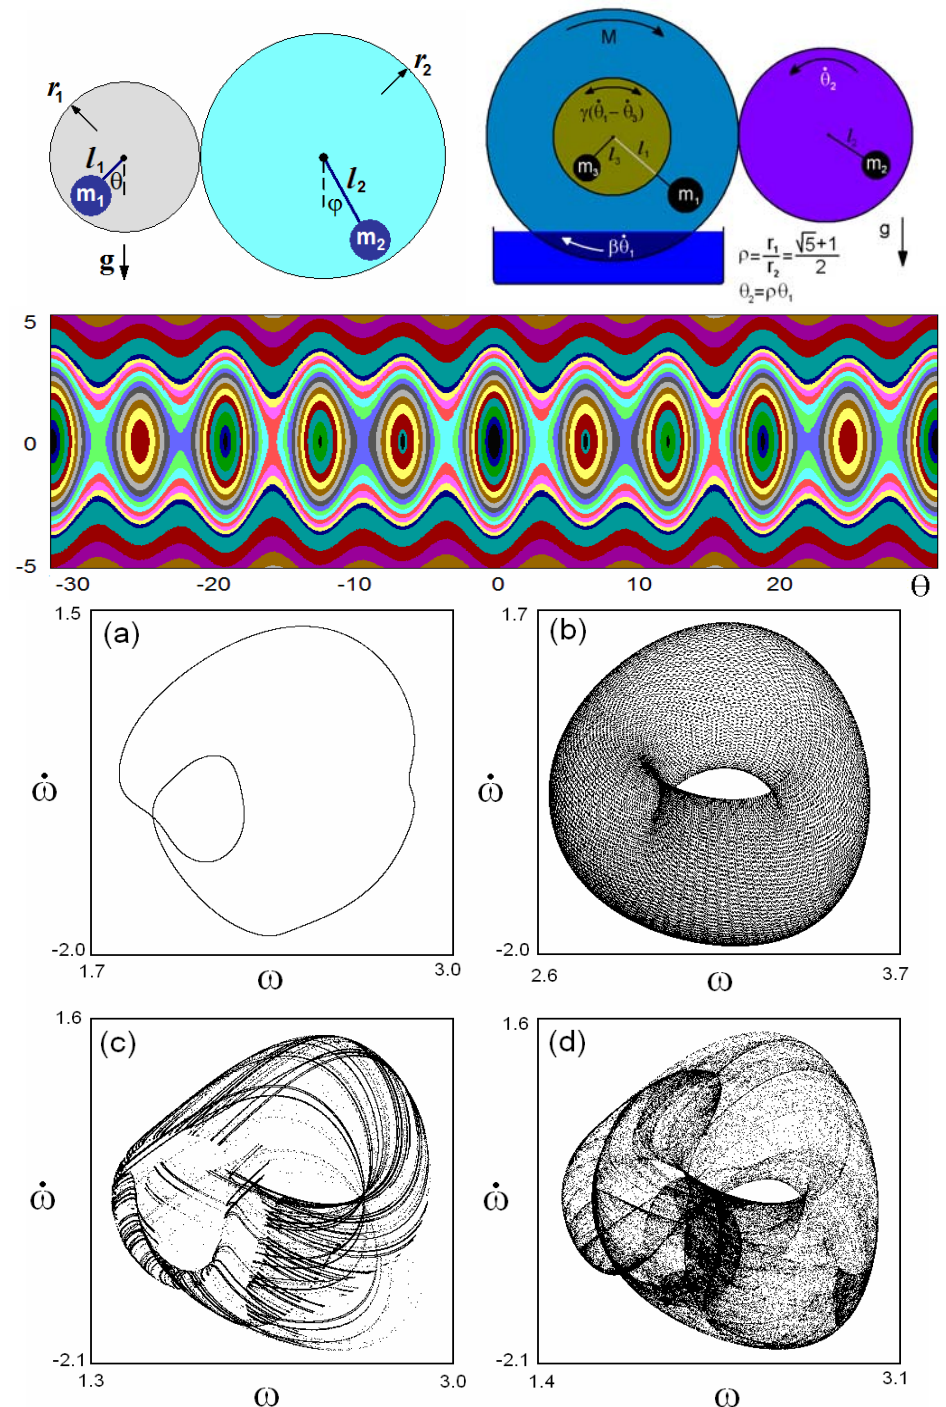 r₁
l₁
θ
m₁
g
r₂
l₂
φ
m₂
M
γ(θ̇₁ − θ̇₃)
l₃
l₁
m₃
m₁
βθ̇₁
θ̇₂
l₂
m₂
g
ρ = r₁/r₂ = (√5+1)/2
θ₂=ρθ₁
5
0
-5
-30
-20
-10
0
10
20
Θ
1.5
(a)
ω̇
-2.0
1.7
ω
3.0
1.7
(b)
ω̇
-2.0
2.6
ω
3.7
1.6
(c)
ω̇
-2.1
1.3
ω
3.0
1.6
(d)
ω̇
-2.1
1.4
ω
3.1